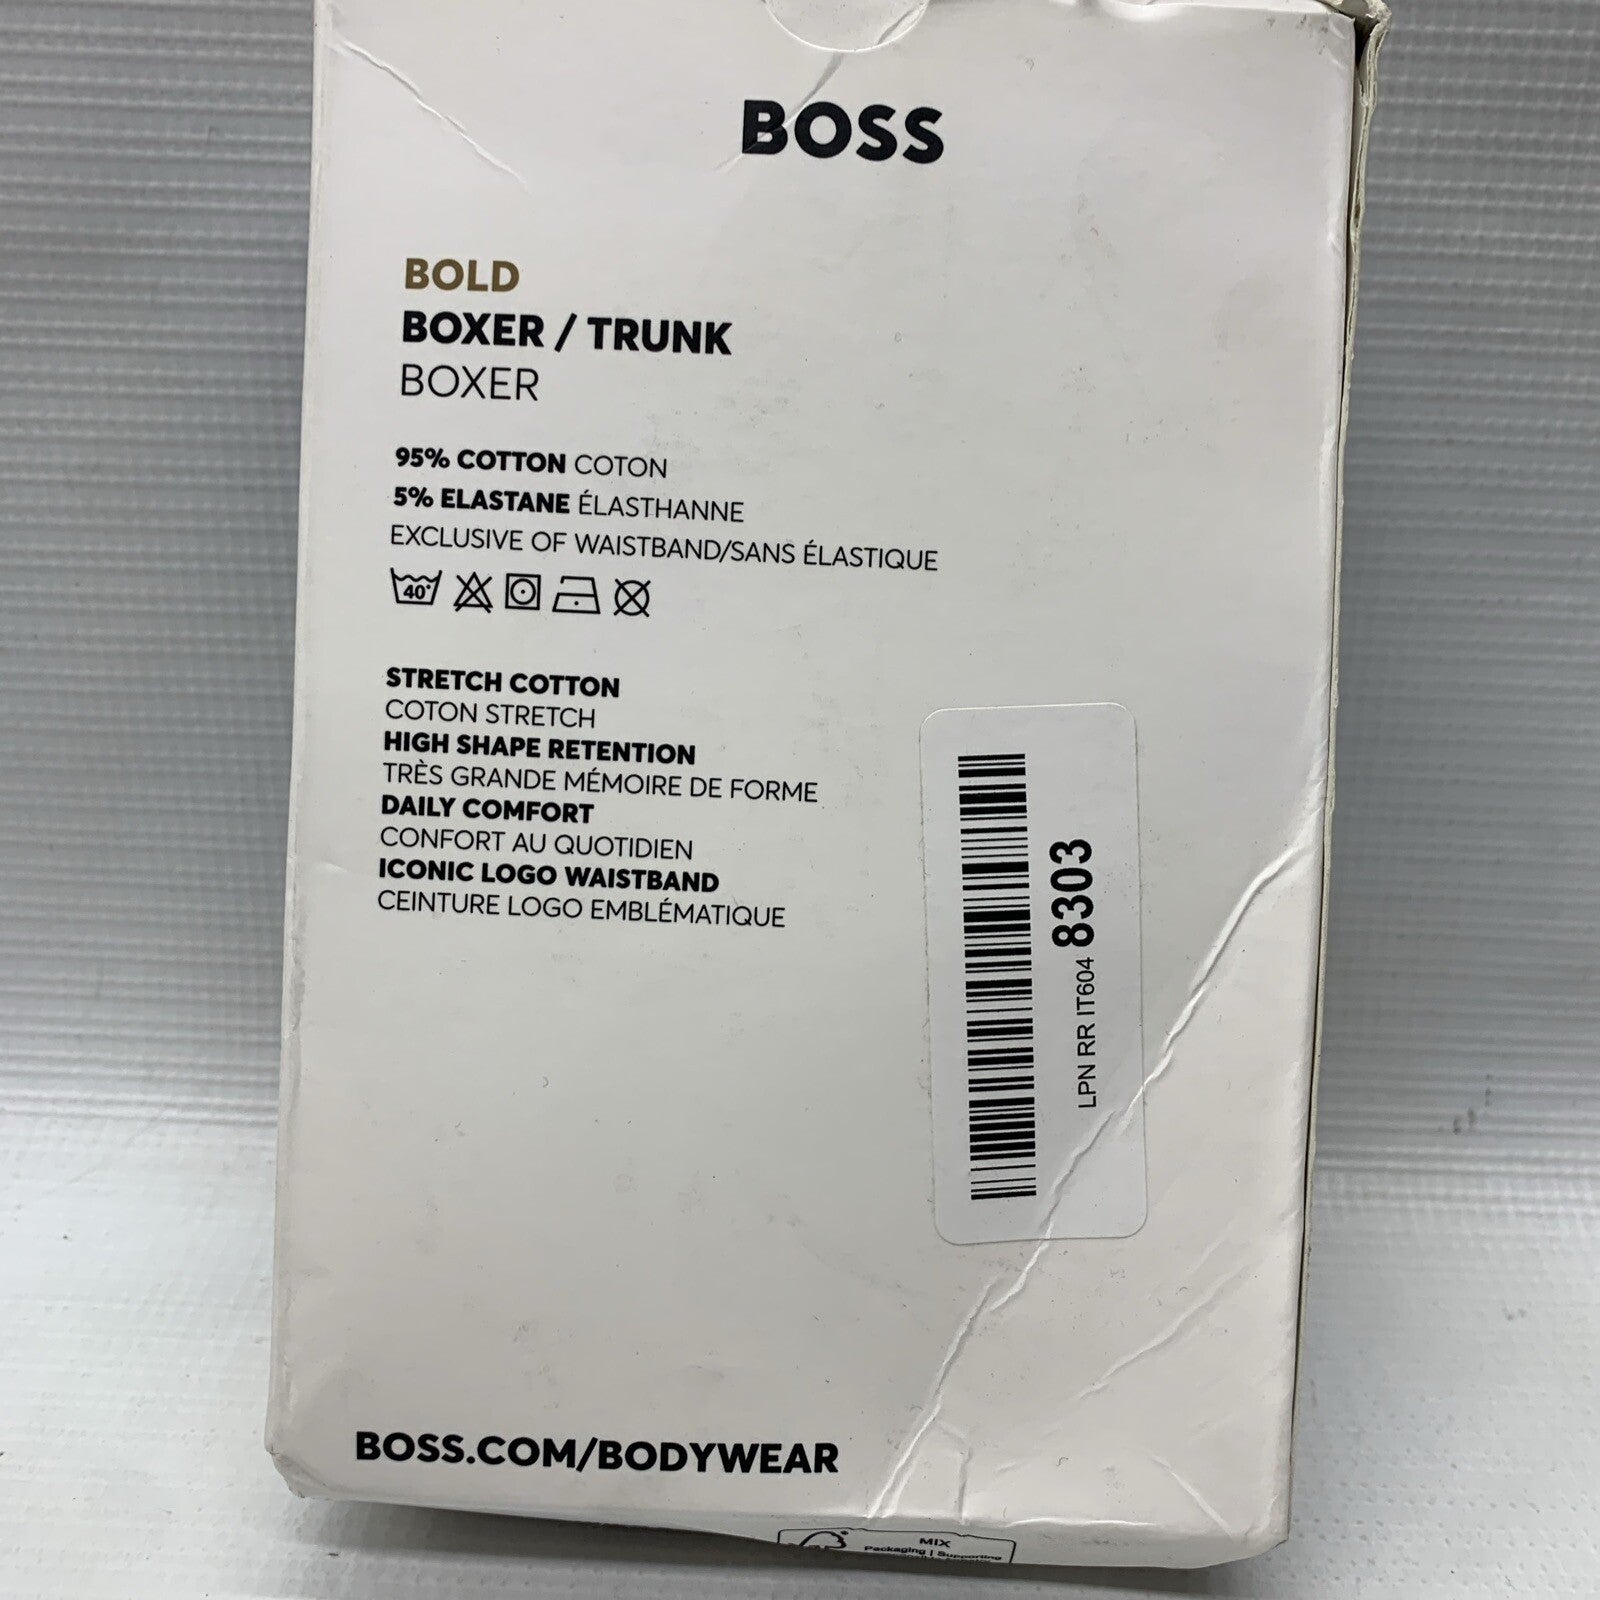 BOSS
BOLD
BOXER / TRUNK
BOXER
95% COTTON COTON
5% ELASTANE ÉLASTHANNE
EXCLUSIVE OF WAISTBAND/SANS ÉLASTIQUE
40°
STRETCH COTTON
COTON STRETCH
HIGH SHAPE RETENTION
TRÈS GRANDE MÉMOIRE DE FORME
DAILY COMFORT
CONFORT AU QUOTIDIEN
ICONIC LOGO WAISTBAND
CEINTURE LOGO EMBLÉMATIQUE
LPN RR IT604 8303
BOSS.COM/BODYWEAR
MIX
Packaging | Supporting